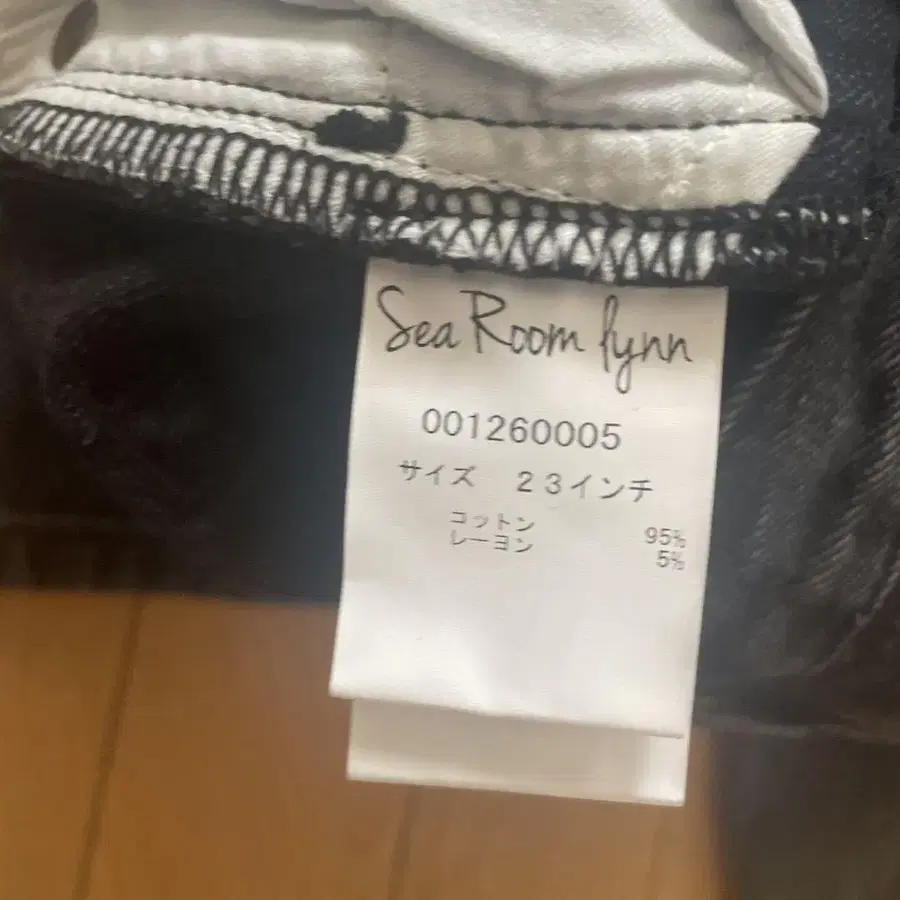 Sea Room lynn
001260005
サイズ　２３インチ
コットン 95%
レーヨン 5%